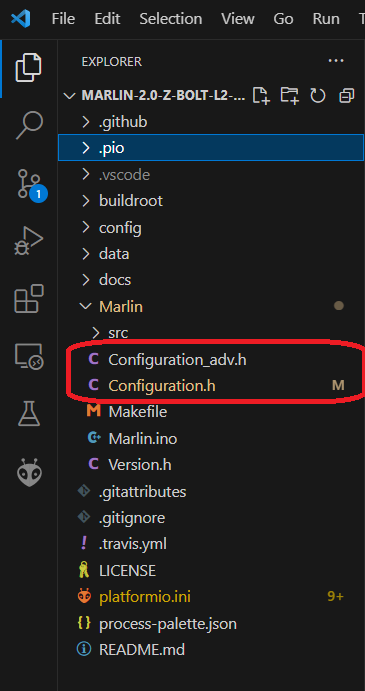 File Edit Selection View Go Run T
EXPLORER
MARLIN-2.0-Z-BOLT-L2-...
.github
.pio
.vscode
buildroot
config
data
docs
Marlin
src
C Configuration_adv.h
C Configuration.h M
Makefile
Marlin.ino
C Version.h
.gitattributes
.gitignore
! .travis.yml
LICENSE
platformio.ini 9+
{ } process-palette.json
README.md
1